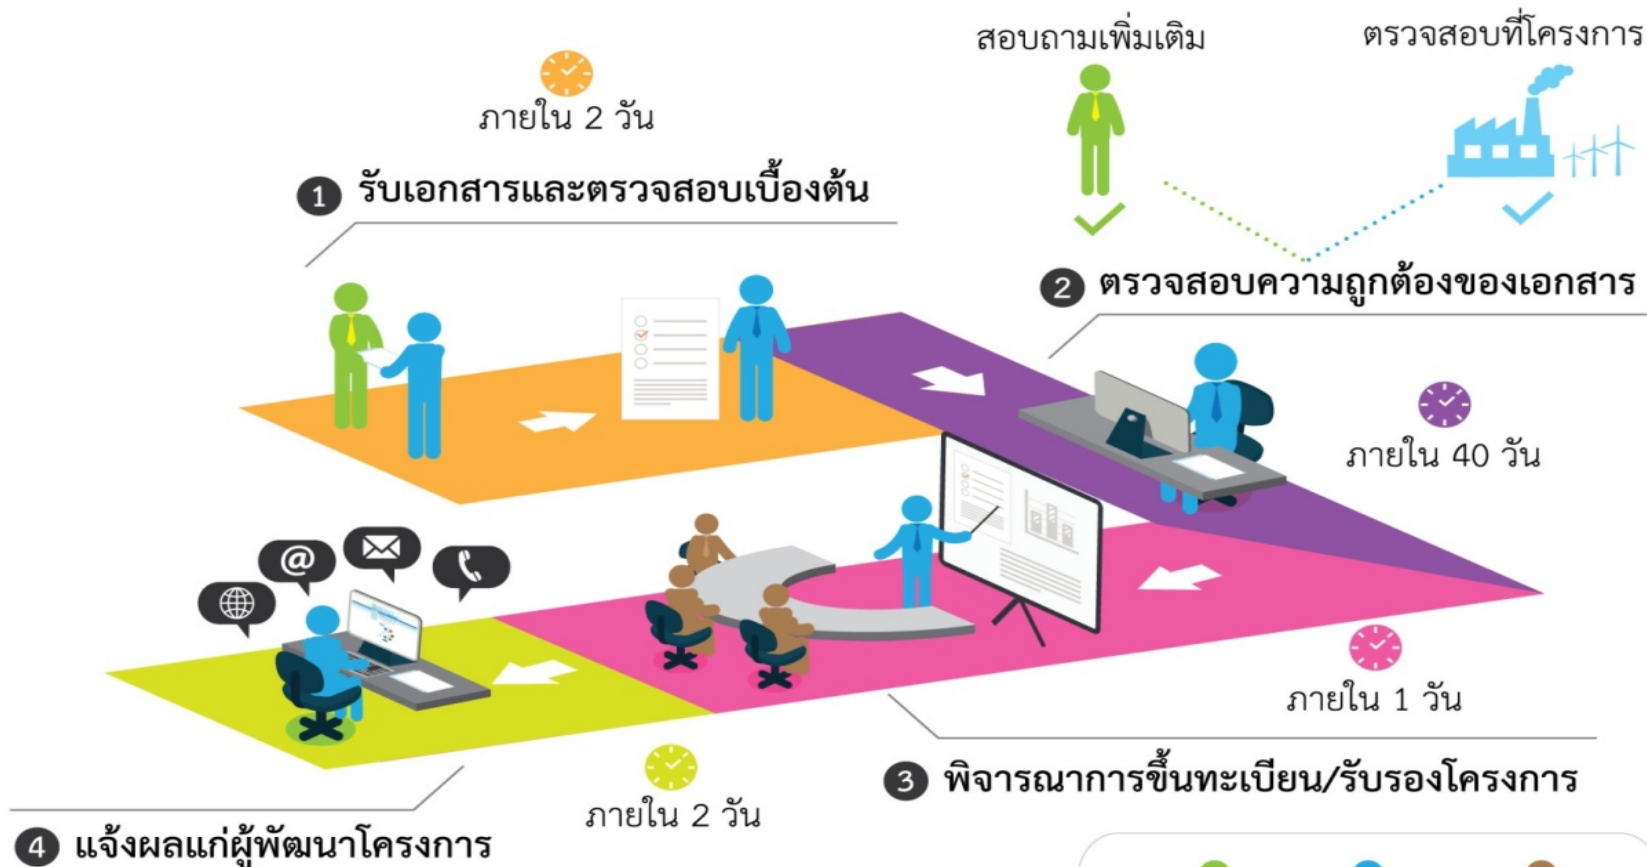 สอบถามเพิ่มเติม
ตรวจสอบที่โครงการ
ภายใน 2 วัน
1 รับเอกสารและตรวจสอบเบื้องต้น
2 ตรวจสอบความถูกต้องของเอกสาร
ภายใน 40 วัน
@
ภายใน 1 วัน
3 พิจารณาการขึ้นทะเบียน/รับรองโครงการ
ภายใน 2 วัน
4 แจ้งผลแก่ผู้พัฒนาโครงการ